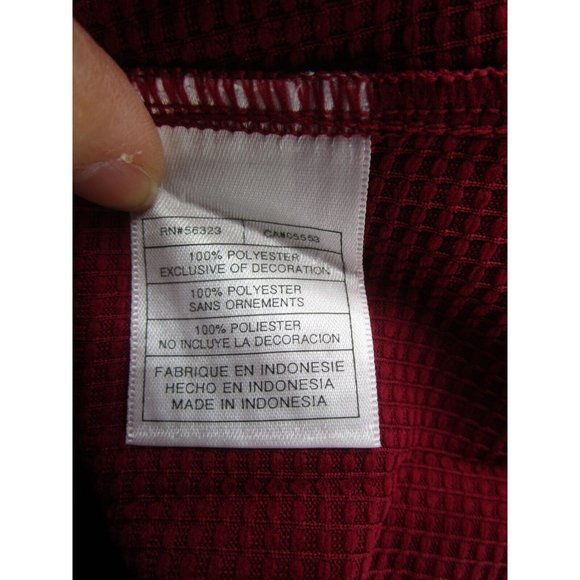 RN#56323 CA#05553
100% POLYESTER
EXCLUSIVE OF DECORATION
100% POLYESTER
SANS ORNEMENTS
100% POLIESTER
NO INCLUYE LA DECORACION
FABRIQUE EN INDONESIE
HECHO EN INDONESIA
MADE IN INDONESIA